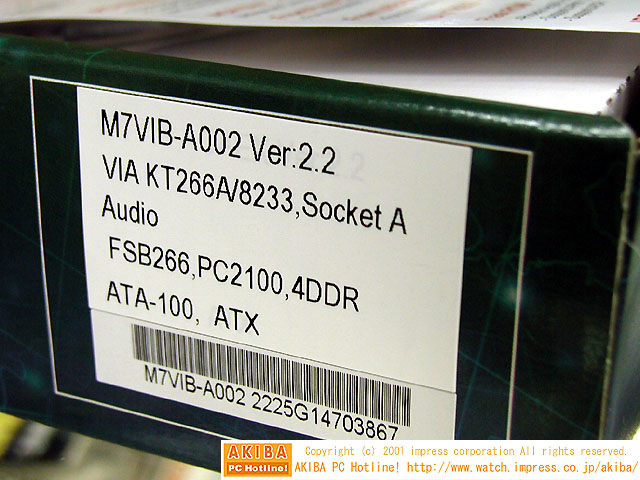 M7VIB-A002 Ver:2.2
VIA KT266A/8233,Socket A
Audio
FSB266,PC2100,4DDR
ATA-100, ATX
M7VIB-A002 2225G14703867
AKIBA
PC Hotline!
Copyright (c) 2001 impress corporation All rights reserved.
AKIBA PC Hotline! http://www.watch.impress.co.jp/akiba/